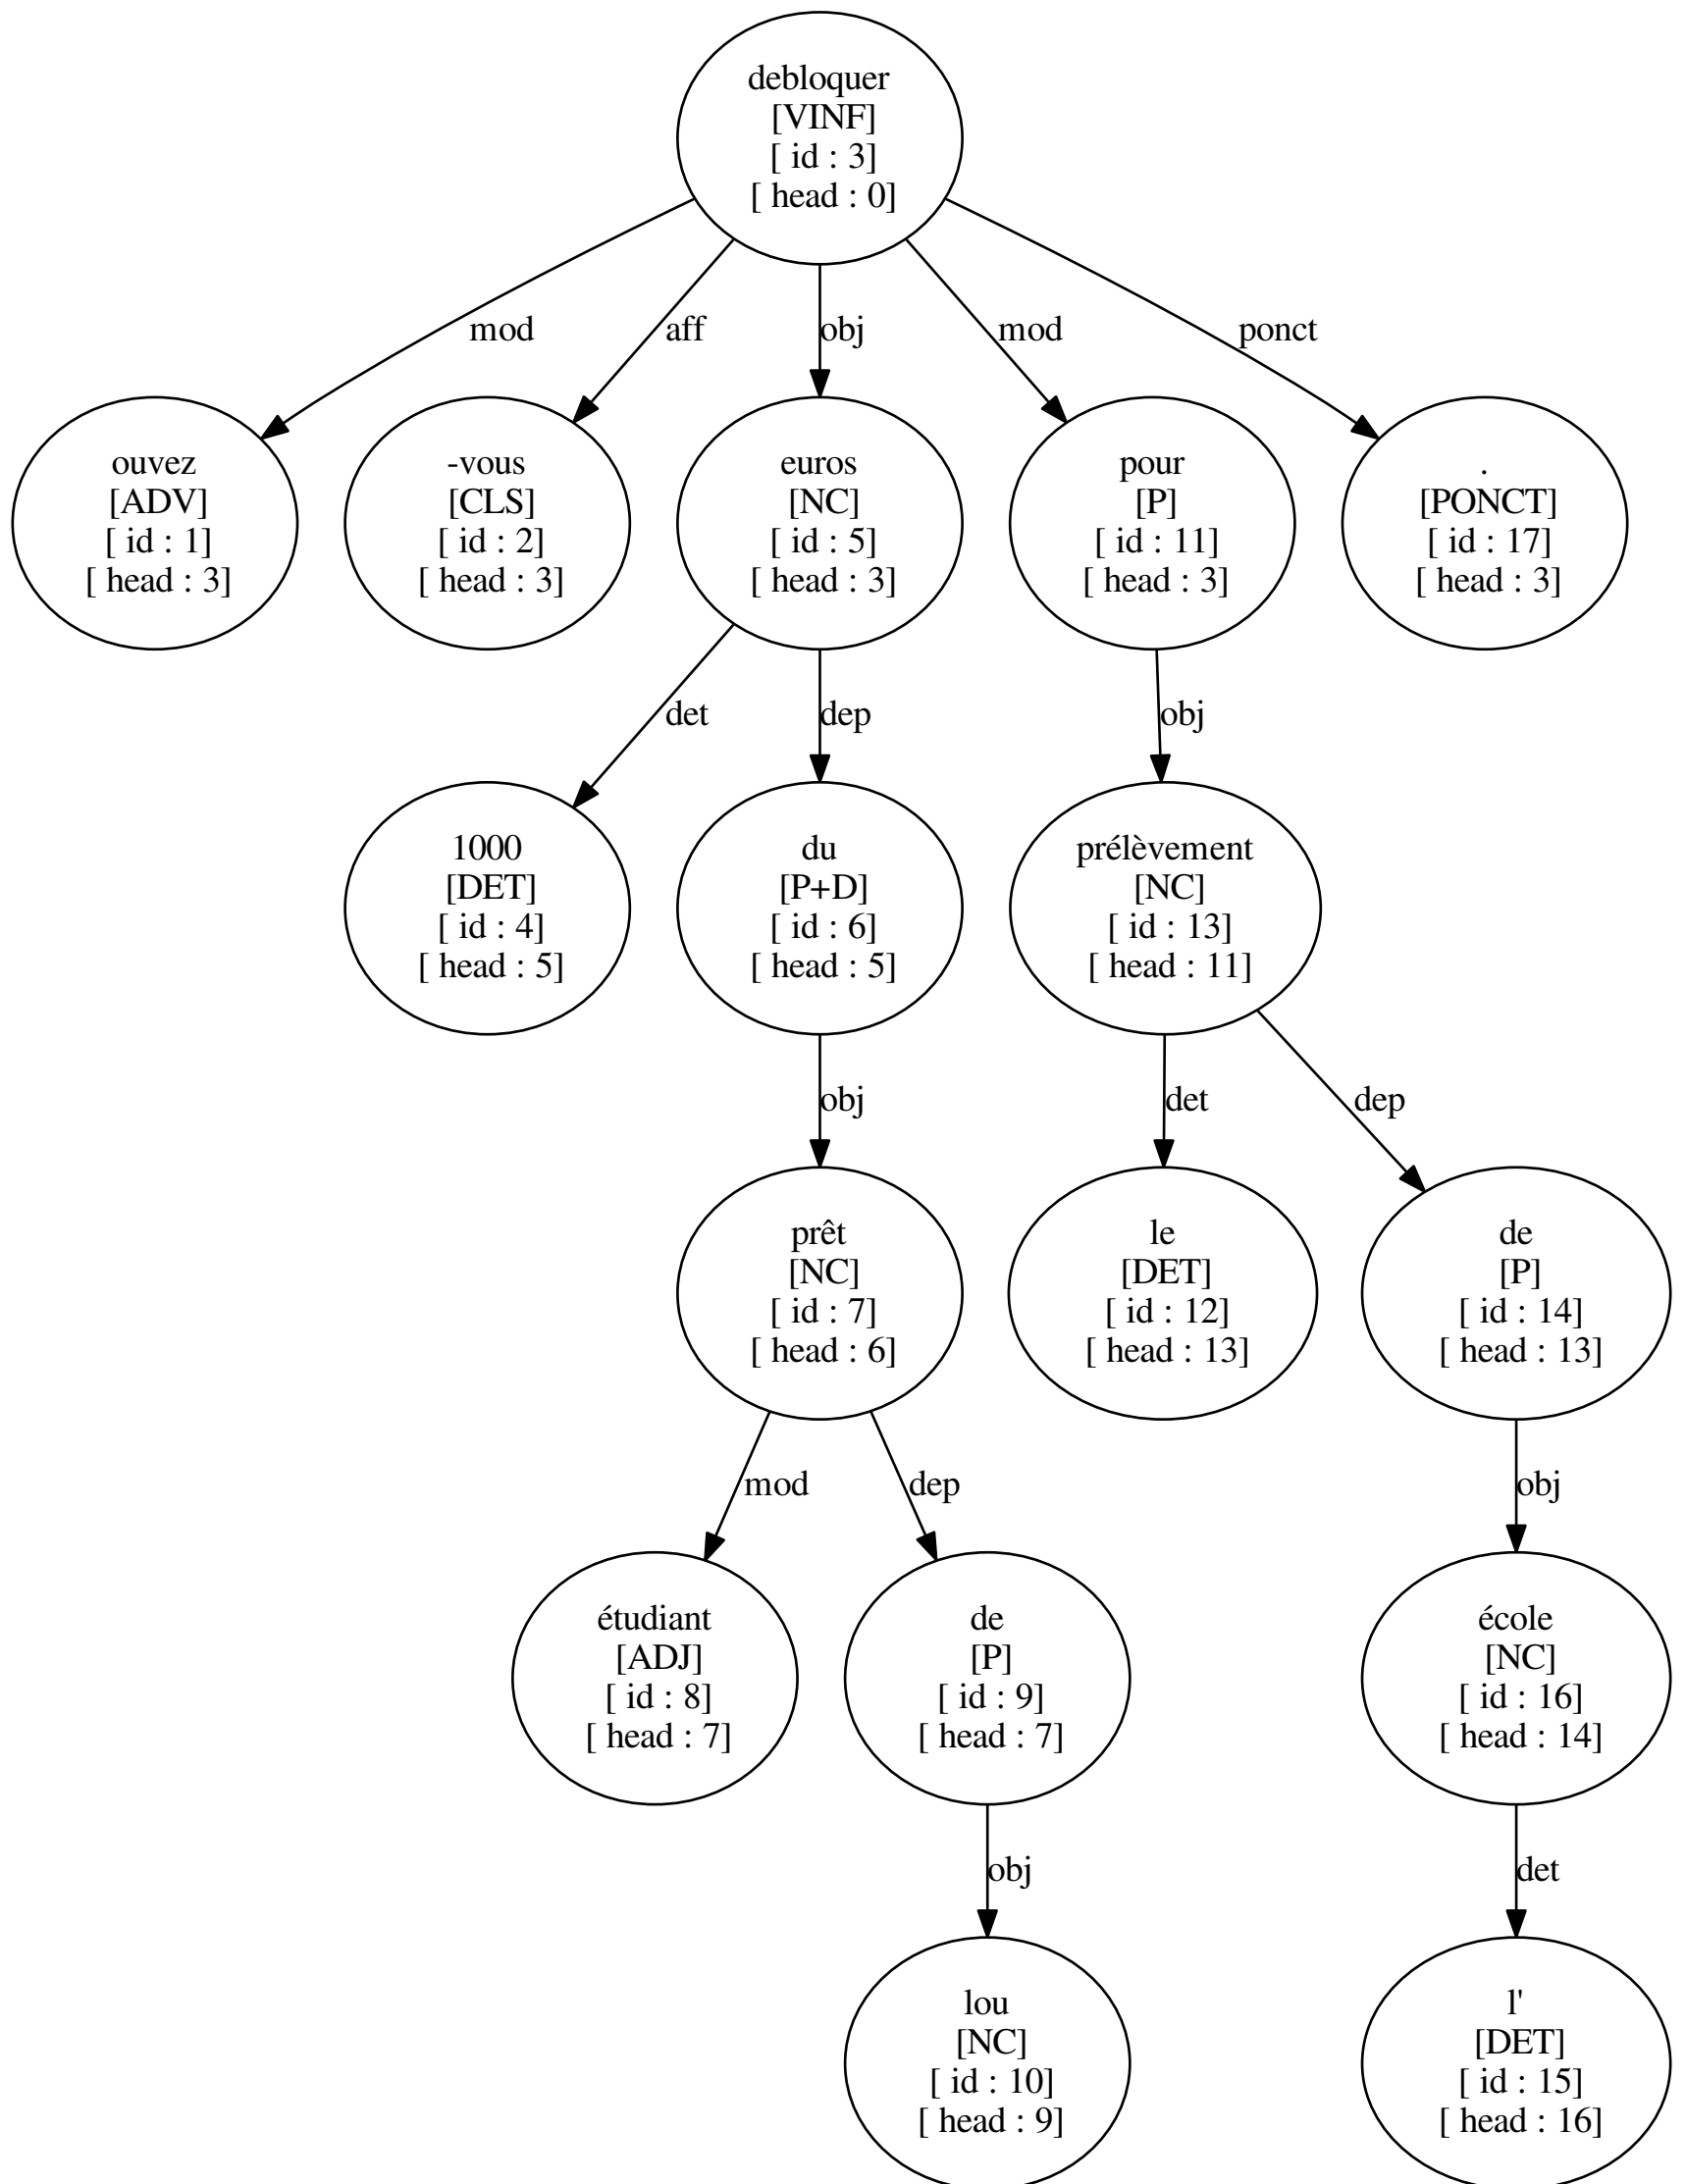 debloquer
[VINF]
[ id : 3]
[ head : 0]
mod
aff
obj
mod
ponct
ouvez
[ADV]
[ id : 1]
[ head : 3]
-vous
[CLS]
[ id : 2]
[ head : 3]
euros
[NC]
[ id : 5]
[ head : 3]
pour
[P]
[ id : 11]
[ head : 3]
.
[PONCT]
[ id : 17]
[ head : 3]
det
dep
obj
1000
[DET]
[ id : 4]
[ head : 5]
du
[P+D]
[ id : 6]
[ head : 5]
prélèvement
[NC]
[ id : 13]
[ head : 11]
obj
det
dep
prêt
[NC]
[ id : 7]
[ head : 6]
le
[DET]
[ id : 12]
[ head : 13]
de
[P]
[ id : 14]
[ head : 13]
mod
dep
obj
étudiant
[ADJ]
[ id : 8]
[ head : 7]
de
[P]
[ id : 9]
[ head : 7]
école
[NC]
[ id : 16]
[ head : 14]
obj
det
lou
[NC]
[ id : 10]
[ head : 9]
l'
[DET]
[ id : 15]
[ head : 16]